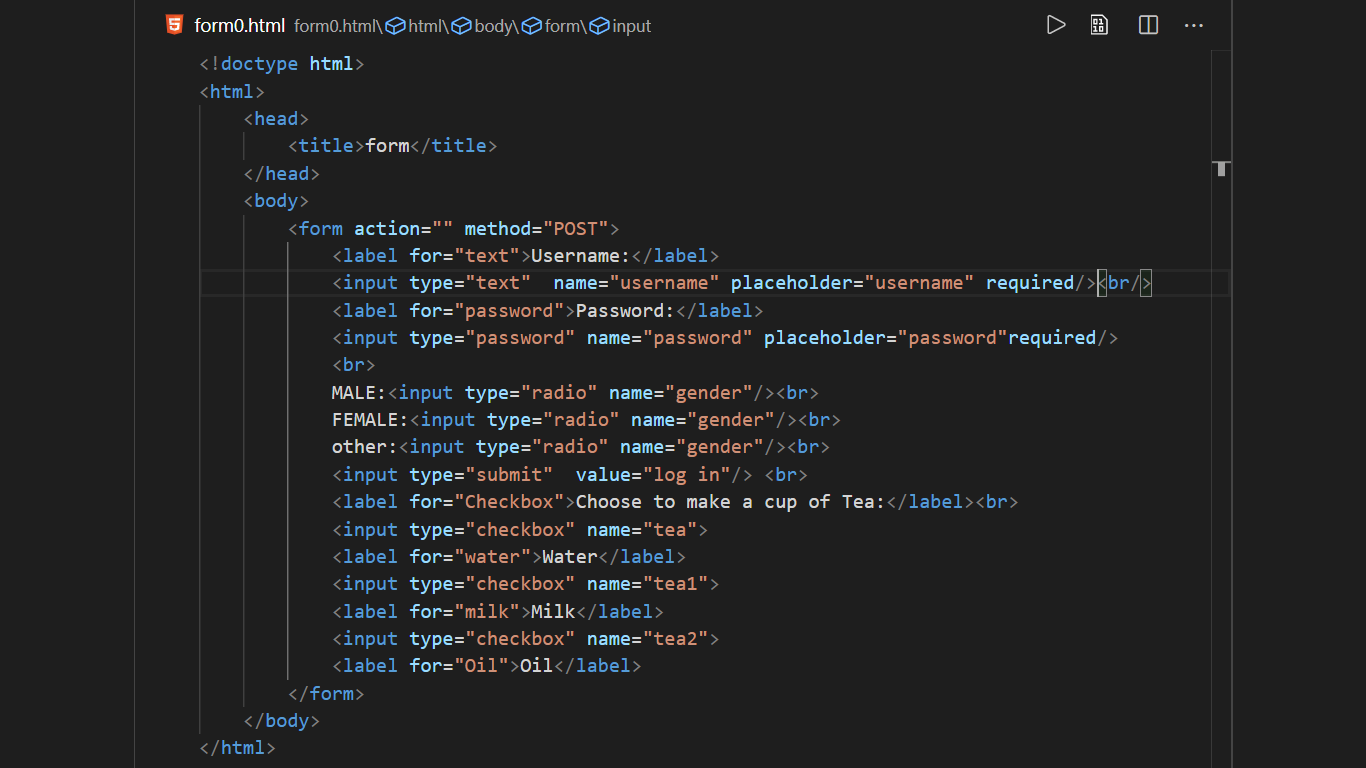 form0.html form0.html\html\body\form\input
<!doctype html>
<html>
    <head>
        <title>form</title>
    </head>
    <body>
        <form action="" method="POST">
            <label for="text">Username:</label>
            <input type="text"  name="username" placeholder="username" required/><br/>
            <label for="password">Password:</label>
            <input type="password" name="password" placeholder="password"required/>
            <br>
            MALE:<input type="radio" name="gender"/><br>
            FEMALE:<input type="radio" name="gender"/><br>
            other:<input type="radio" name="gender"/><br>
            <input type="submit"  value="log in"/> <br>
            <label for="Checkbox">Choose to make a cup of Tea:</label><br>
            <input type="checkbox" name="tea">
            <label for="water">Water</label>
            <input type="checkbox" name="tea1">
            <label for="milk">Milk</label>
            <input type="checkbox" name="tea2">
            <label for="Oil">Oil</label>
        </form>
    </body>
</html>